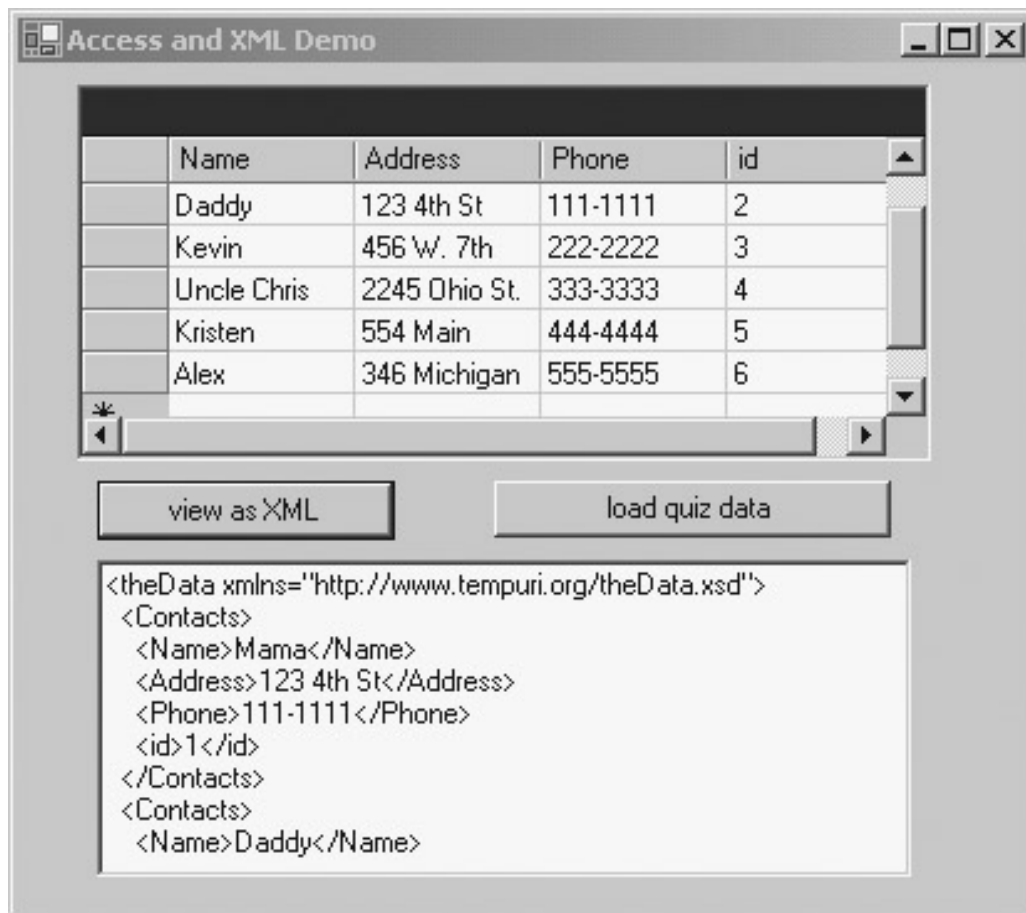 Access and XML Demo
Name Address Phone id
Daddy 123 4th St 111-1111 2
Kevin 456 W. 7th 222-2222 3
Uncle Chris 2245 Ohio St. 333-3333 4
Kristen 554 Main 444-4444 5
Alex 346 Michigan 555-5555 6
view as XML load quiz data
<theData xmlns="http://www.tempuri.org/theData.xsd">
<Contacts>
<Name>Mama</Name>
<Address>123 4th St</Address>
<Phone>111-1111</Phone>
<id>1</id>
</Contacts>
<Contacts>
<Name>Daddy</Name>